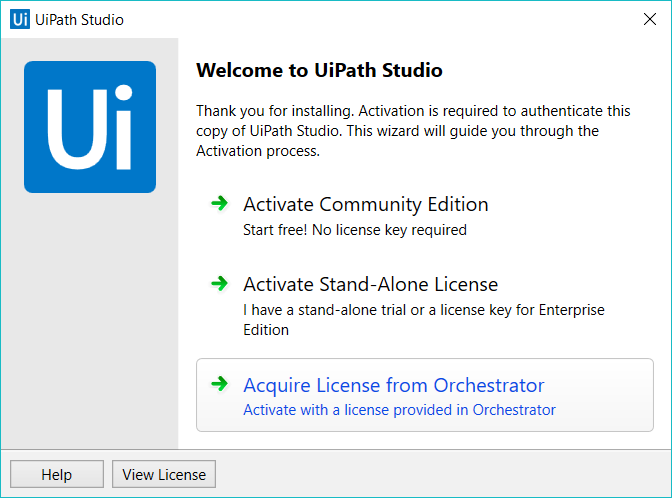 Ui UiPath Studio
Ui
Welcome to UiPath Studio
Thank you for installing. Activation is required to authenticate this
copy of UiPath Studio. This wizard will guide you through the
Activation process.
Activate Community Edition
Start free! No license key required
Activate Stand-Alone License
I have a stand-alone trial or a license key for Enterprise
Edition
Acquire License from Orchestrator
Activate with a license provided in Orchestrator
Help View License